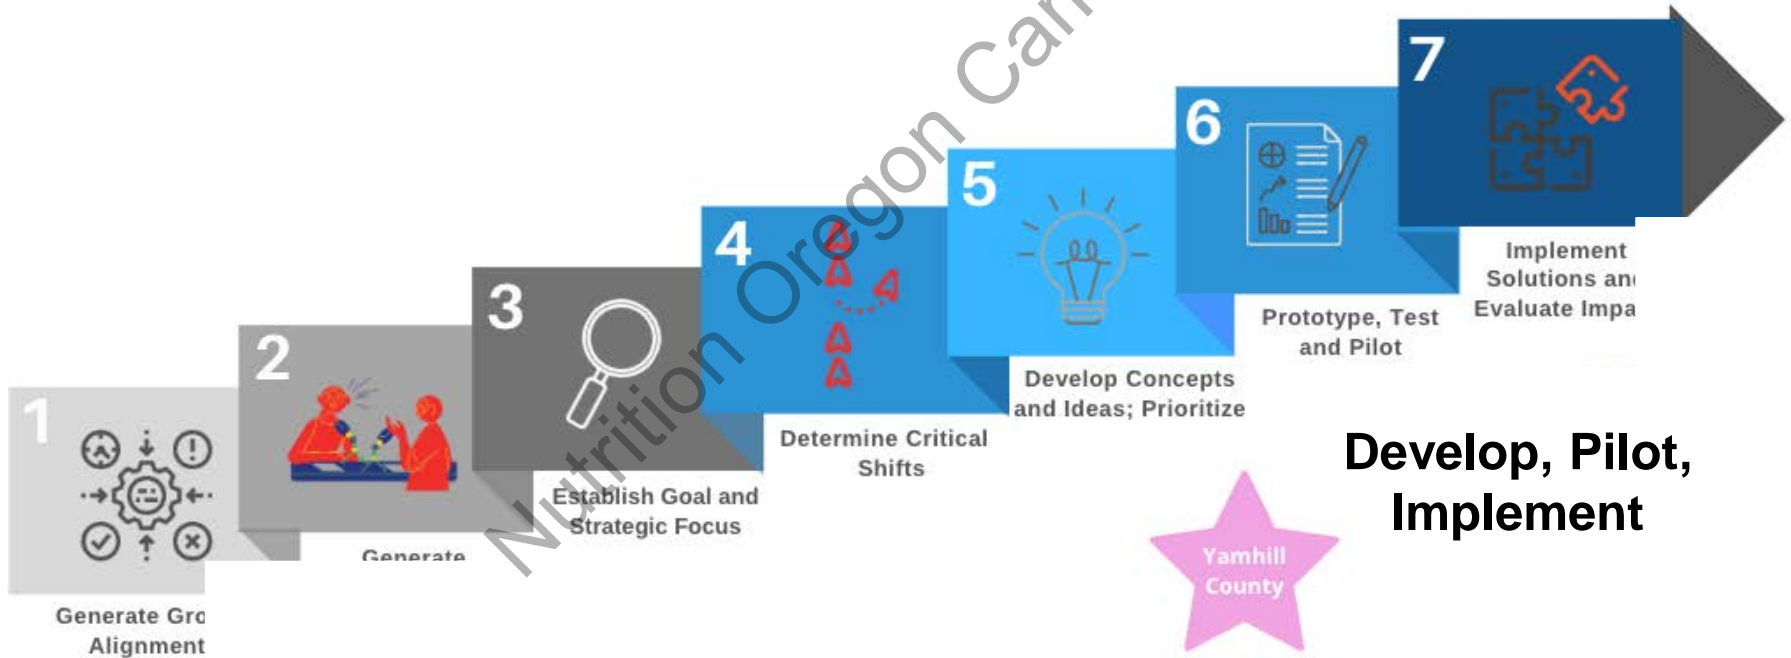 1
Generate Gro
Alignment
2
Generate
3
Establish Goal and
Strategic Focus
4
Determine Critical
Shifts
5
Develop Concepts
and Ideas; Prioritize
6
Prototype, Test
and Pilot
7
Implement
Solutions an
Evaluate Impa
Develop, Pilot,
Implement
Yamhill
County
Nutrition Oregon Cam